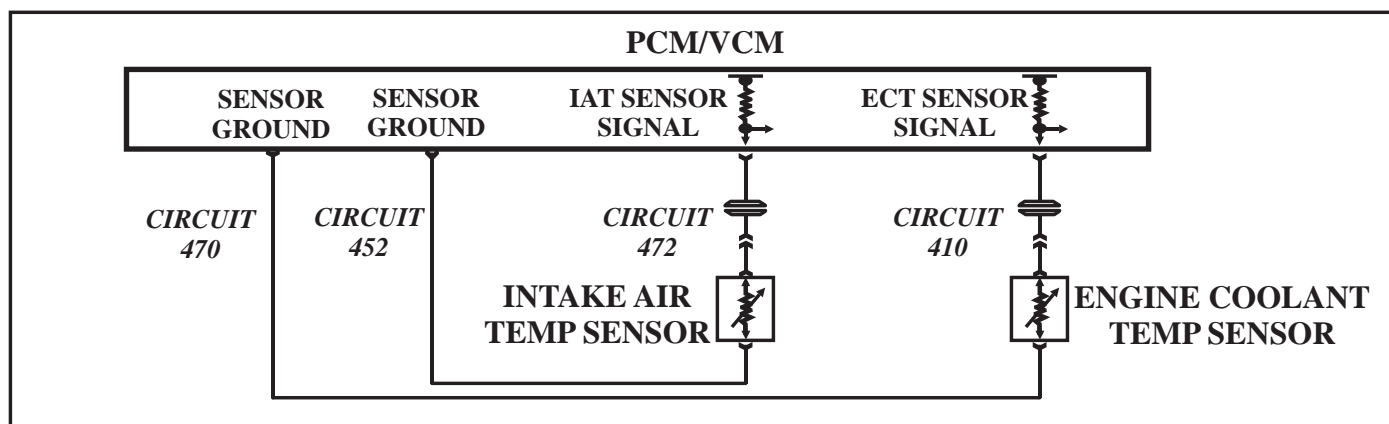 PCM/VCM
SENSOR
GROUND
SENSOR
GROUND
IAT SENSOR
SIGNAL
ECT SENSOR
SIGNAL
CIRCUIT
470
CIRCUIT
452
CIRCUIT
472
CIRCUIT
410
INTAKE AIR
TEMP SENSOR
ENGINE COOLANT
TEMP SENSOR